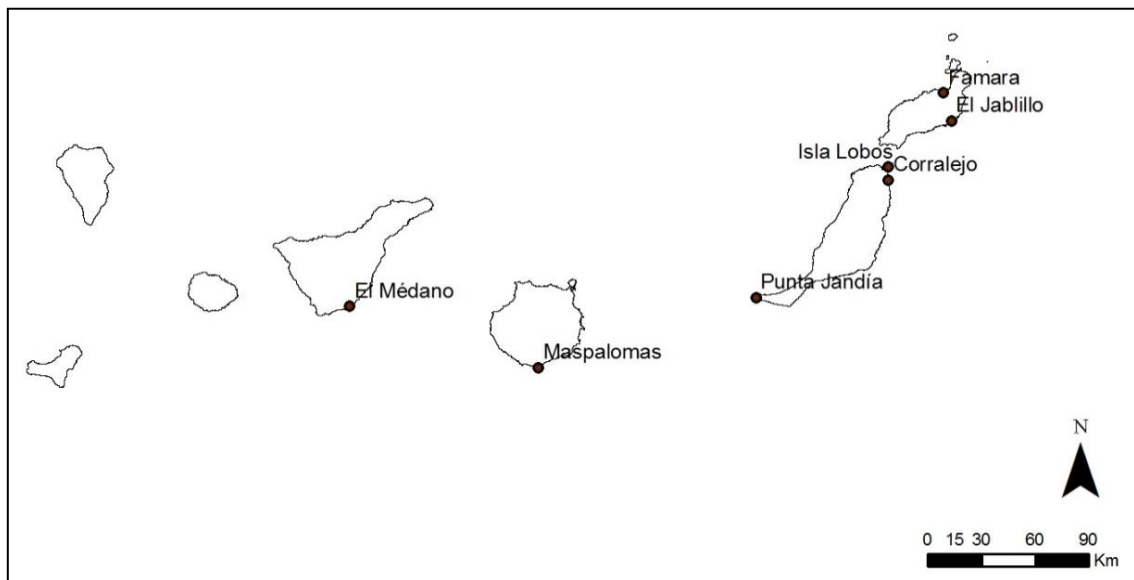 Famara
El Jablillo
Isla Lobos
Corralejo
Punta Jandía
El Médano
Maspalomas
N
0 15 30 60 90
Km